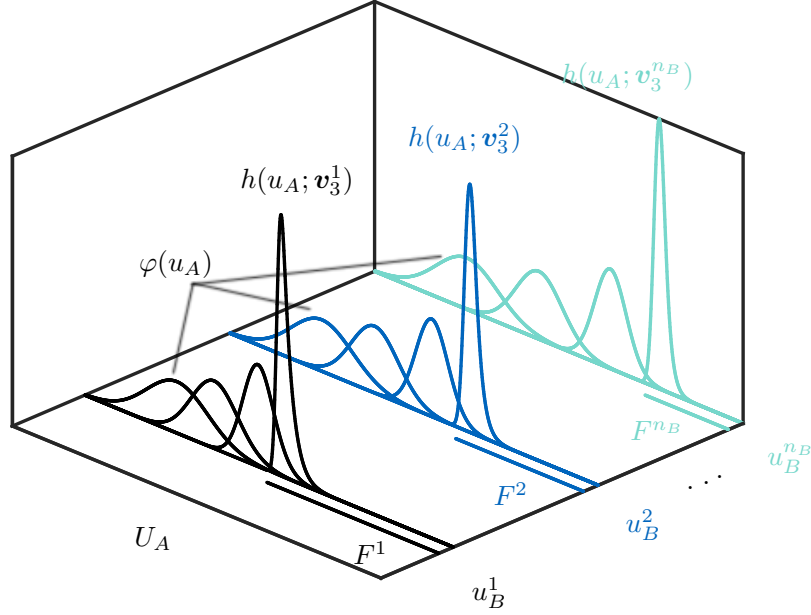 h(u_A; v_3^{n_B})
h(u_A; v_3^2)
h(u_A; v_3^1)
φ(u_A)
F^{n_B}
u_B^{n_B}
. . .
F^2
u_B^2
U_A
F^1
u_B^1